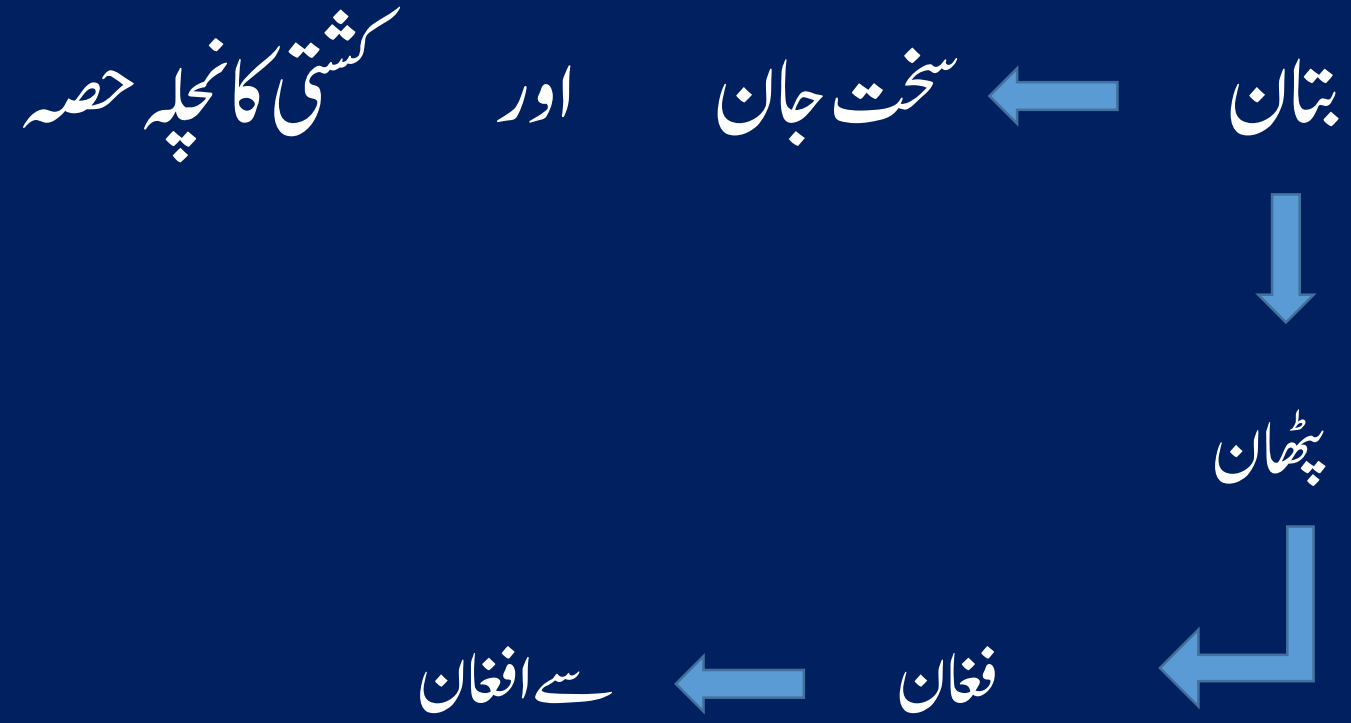 بتان سخت جان اور کشتی کا نچلہ حصہ
پٹھان
فغان سے افغان